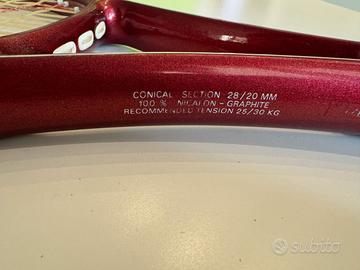 CONICAL SECTION 28/20 MM
100 % NICALON - GRAPHITE
RECOMMENDED TENSION 25/30 KG
subito